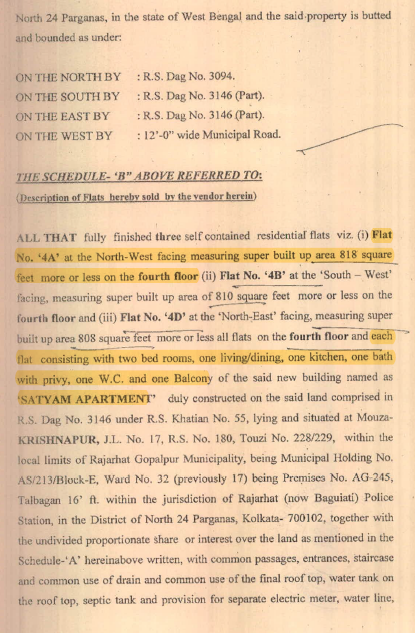 North 24 Parganas, in the state of West Bengal and the said property is butted
and bounded as under:
ON THE NORTH BY : R.S. Dag No. 3094.
ON THE SOUTH BY : R.S. Dag No. 3146 (Part).
ON THE EAST BY : R.S. Dag No. 3146 (Part).
ON THE WEST BY : 12'-0" wide Municipal Road.
THE SCHEDULE- 'B' ABOVE REFERRED TO:
(Description of Flats hereby sold by the vendor herein)
ALL THAT fully finished three self contained residential flats viz. (i) Flat
No. '4A' at the North-West facing measuring super built up area 818 square
feet more or less on the fourth floor (ii) Flat No. '4B' at the 'South – West'
facing, measuring super built up area of 810 square feet more or less on the
fourth floor and (iii) Flat No. '4D' at the 'North-East' facing, measuring super
built up area 808 square feet more or less all flats on the fourth floor and each
flat consisting with two bed rooms, one living/dining, one kitchen, one bath
with privy, one W.C. and one Balcony of the said new building named as
'SATYAM APARTMENT' duly constructed on the said land comprised in
R.S. Dag No. 3146 under R.S. Khatian No. 55, lying and situated at Mouza-
KRISHNAPUR, J.L. No. 17, R.S. No. 180, Touzi No. 228/229, within the
local limits of Rajarhat Gopalpur Municipality, being Municipal Holding No.
AS/213/Block-E, Ward No. 32 (previously 17) being Premises No. AG-245,
Talbagan 16' ft. within the jurisdiction of Rajarhat (now Baguiati) Police
Station, in the District of North 24 Parganas, Kolkata- 700102, together with
the undivided proportionate share or interest over the land as mentioned in the
Schedule-'A' hereinabove written, with common passages, entrances, staircase
and common use of drain and common use of the final roof top, water tank on
the roof top, septic tank and provision for separate electric meter, water line,